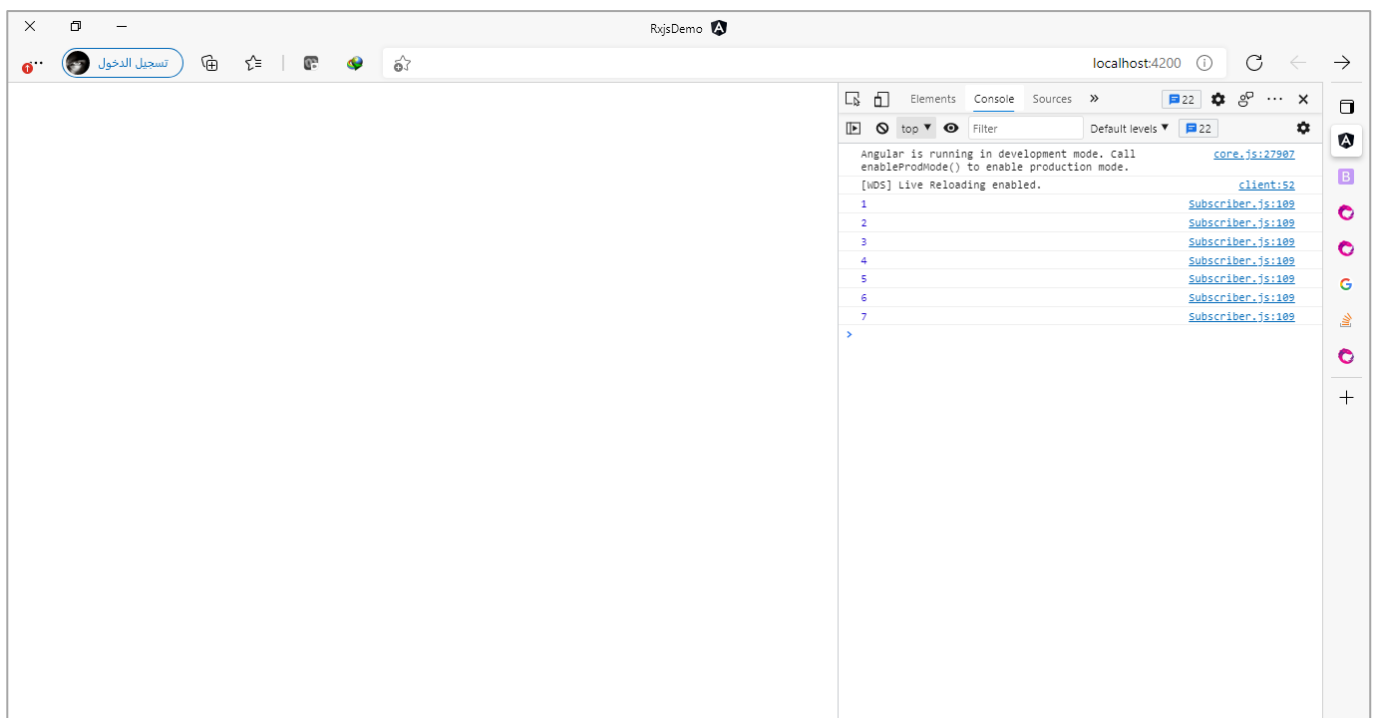 RxjsDemo
تسجيل الدخول
localhost:4200
Elements Console Sources 22
top Filter Default levels 22
Angular is running in development mode. Call core.js:27907
enableProdMode() to enable production mode.
[WDS] Live Reloading enabled. client:52
1 Subscriber.js:109
2 Subscriber.js:109
3 Subscriber.js:109
4 Subscriber.js:109
5 Subscriber.js:109
6 Subscriber.js:109
7 Subscriber.js:109